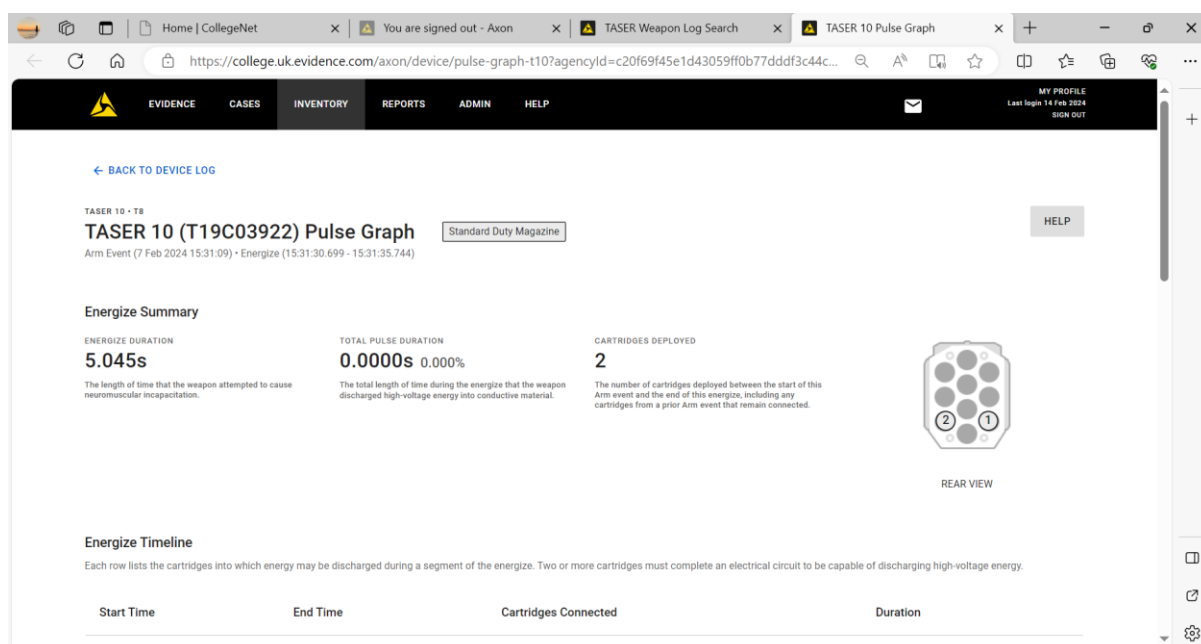 Home | CollegeNet
You are signed out - Axon
TASER Weapon Log Search
TASER 10 Pulse Graph
https://college.uk.evidence.com/axon/device/pulse-graph-t10?agencyId=c20f69f45e1d43059ff0b77dddf3c44c...
EVIDENCE CASES INVENTORY REPORTS ADMIN HELP
MY PROFILE
Last login 14 Feb 2024
SIGN OUT
← BACK TO DEVICE LOG
TASER 10 • T8
TASER 10 (T19C03922) Pulse Graph
Standard Duty Magazine
HELP
Arm Event (7 Feb 2024 15:31:09) • Energize (15:31:30.699 - 15:31:35.744)
Energize Summary
ENERGIZE DURATION
5.045s
The length of time that the weapon attempted to cause
neuromuscular incapacitation.
TOTAL PULSE DURATION
0.0000s 0.000%
The total length of time during the energize that the weapon
discharged high-voltage energy into conductive material.
CARTRIDGES DEPLOYED
2
The number of cartridges deployed between the start of this
Arm event and the end of this energize, including any
cartridges from a prior Arm event that remain connected.
2 1
REAR VIEW
Energize Timeline
Each row lists the cartridges into which energy may be discharged during a segment of the energize. Two or more cartridges must complete an electrical circuit to be capable of discharging high-voltage energy.
Start Time End Time Cartridges Connected Duration